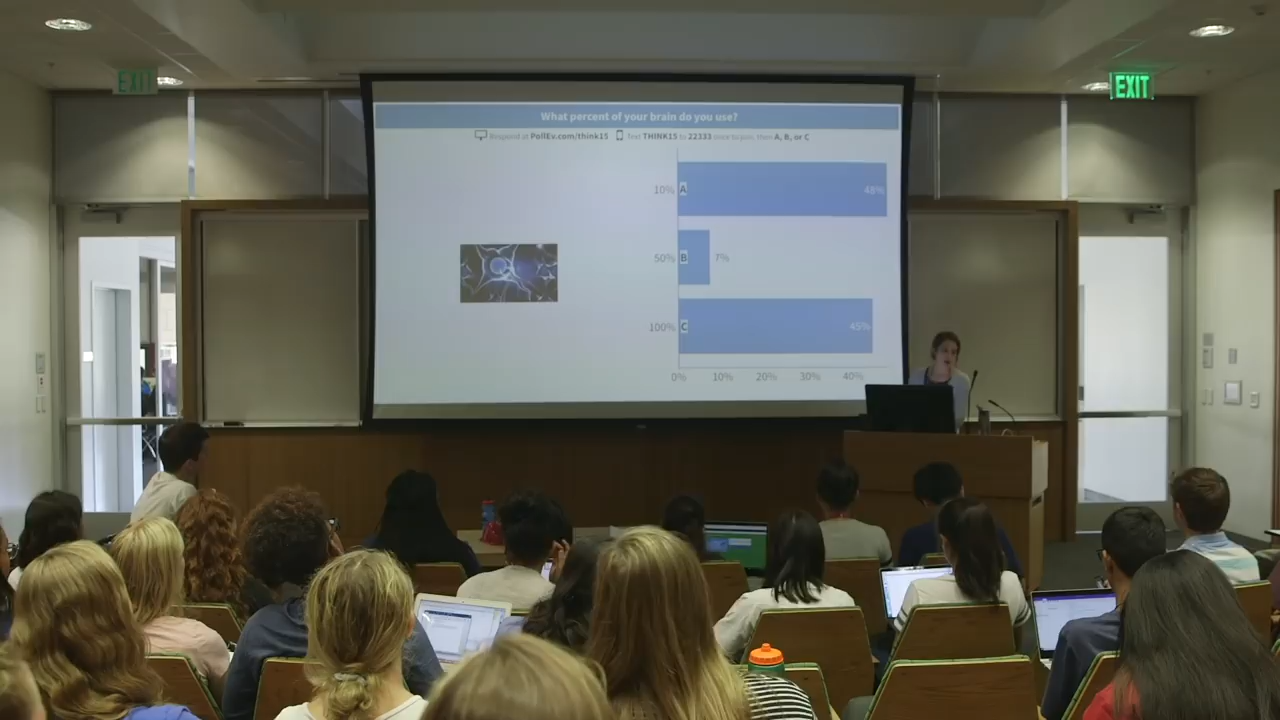 EXIT
EXIT
What percent of your brain do you use?
Respond at PollEv.com/think15 Text THINK15 to 22333 once to join, then A, B, or C
10% A 48%
50% B 7%
100% C 45%
0% 10% 20% 30% 40%